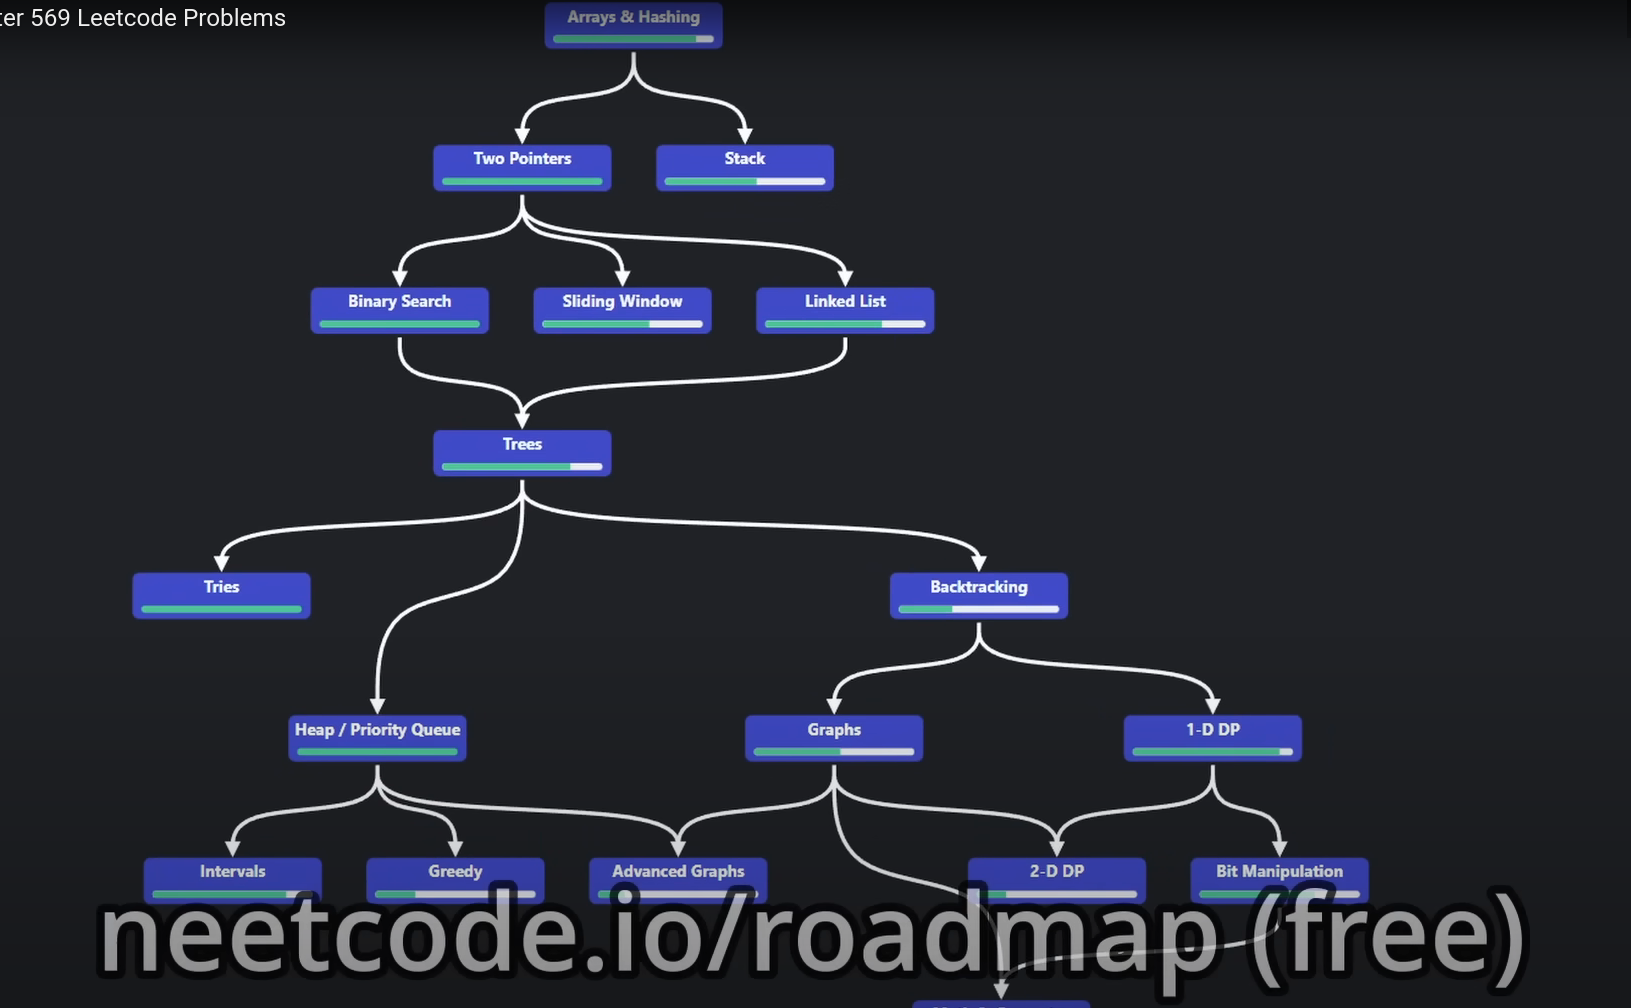 ter 569 Leetcode Problems
Arrays & Hashing
Two Pointers
Stack
Binary Search
Sliding Window
Linked List
Trees
Tries
Backtracking
Heap / Priority Queue
Graphs
1-D DP
Intervals
Greedy
Advanced Graphs
2-D DP
Bit Manipulation
neetcode.io/roadmap (free)